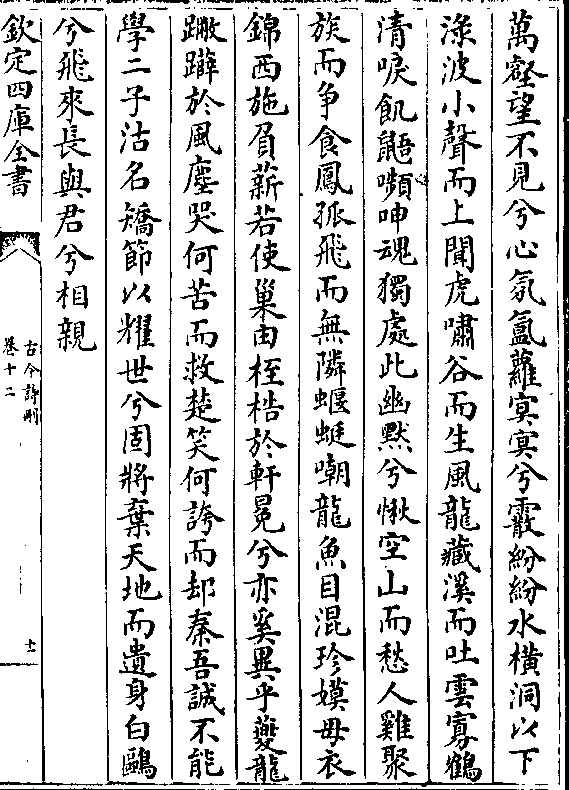 萬壑望不見兮心氛氲蘿㝠㝠兮霰紛紛水横洞以下
渌波小聲而上聞虎嘯谷而生風龍藏溪而吐雲寡鶴
清唳飢鼯嚬呻魂獨處此幽黙兮愀空山而愁人雞聚
族而争食鳳孤飛而無隣蝘蜓嘲龍魚目混珍嫫母衣
錦西施負薪若使巢由桎梏於軒冕兮亦奚異乎夔龍
蹩躠於風塵哭何苦而救楚笑何誇而却秦吾誠不能
學二子沽名矯節以耀世兮固將棄天地而遺身白鷗
兮飛來長與君兮相親
欽定四庫全書
古今詩刪
卷十二
十一